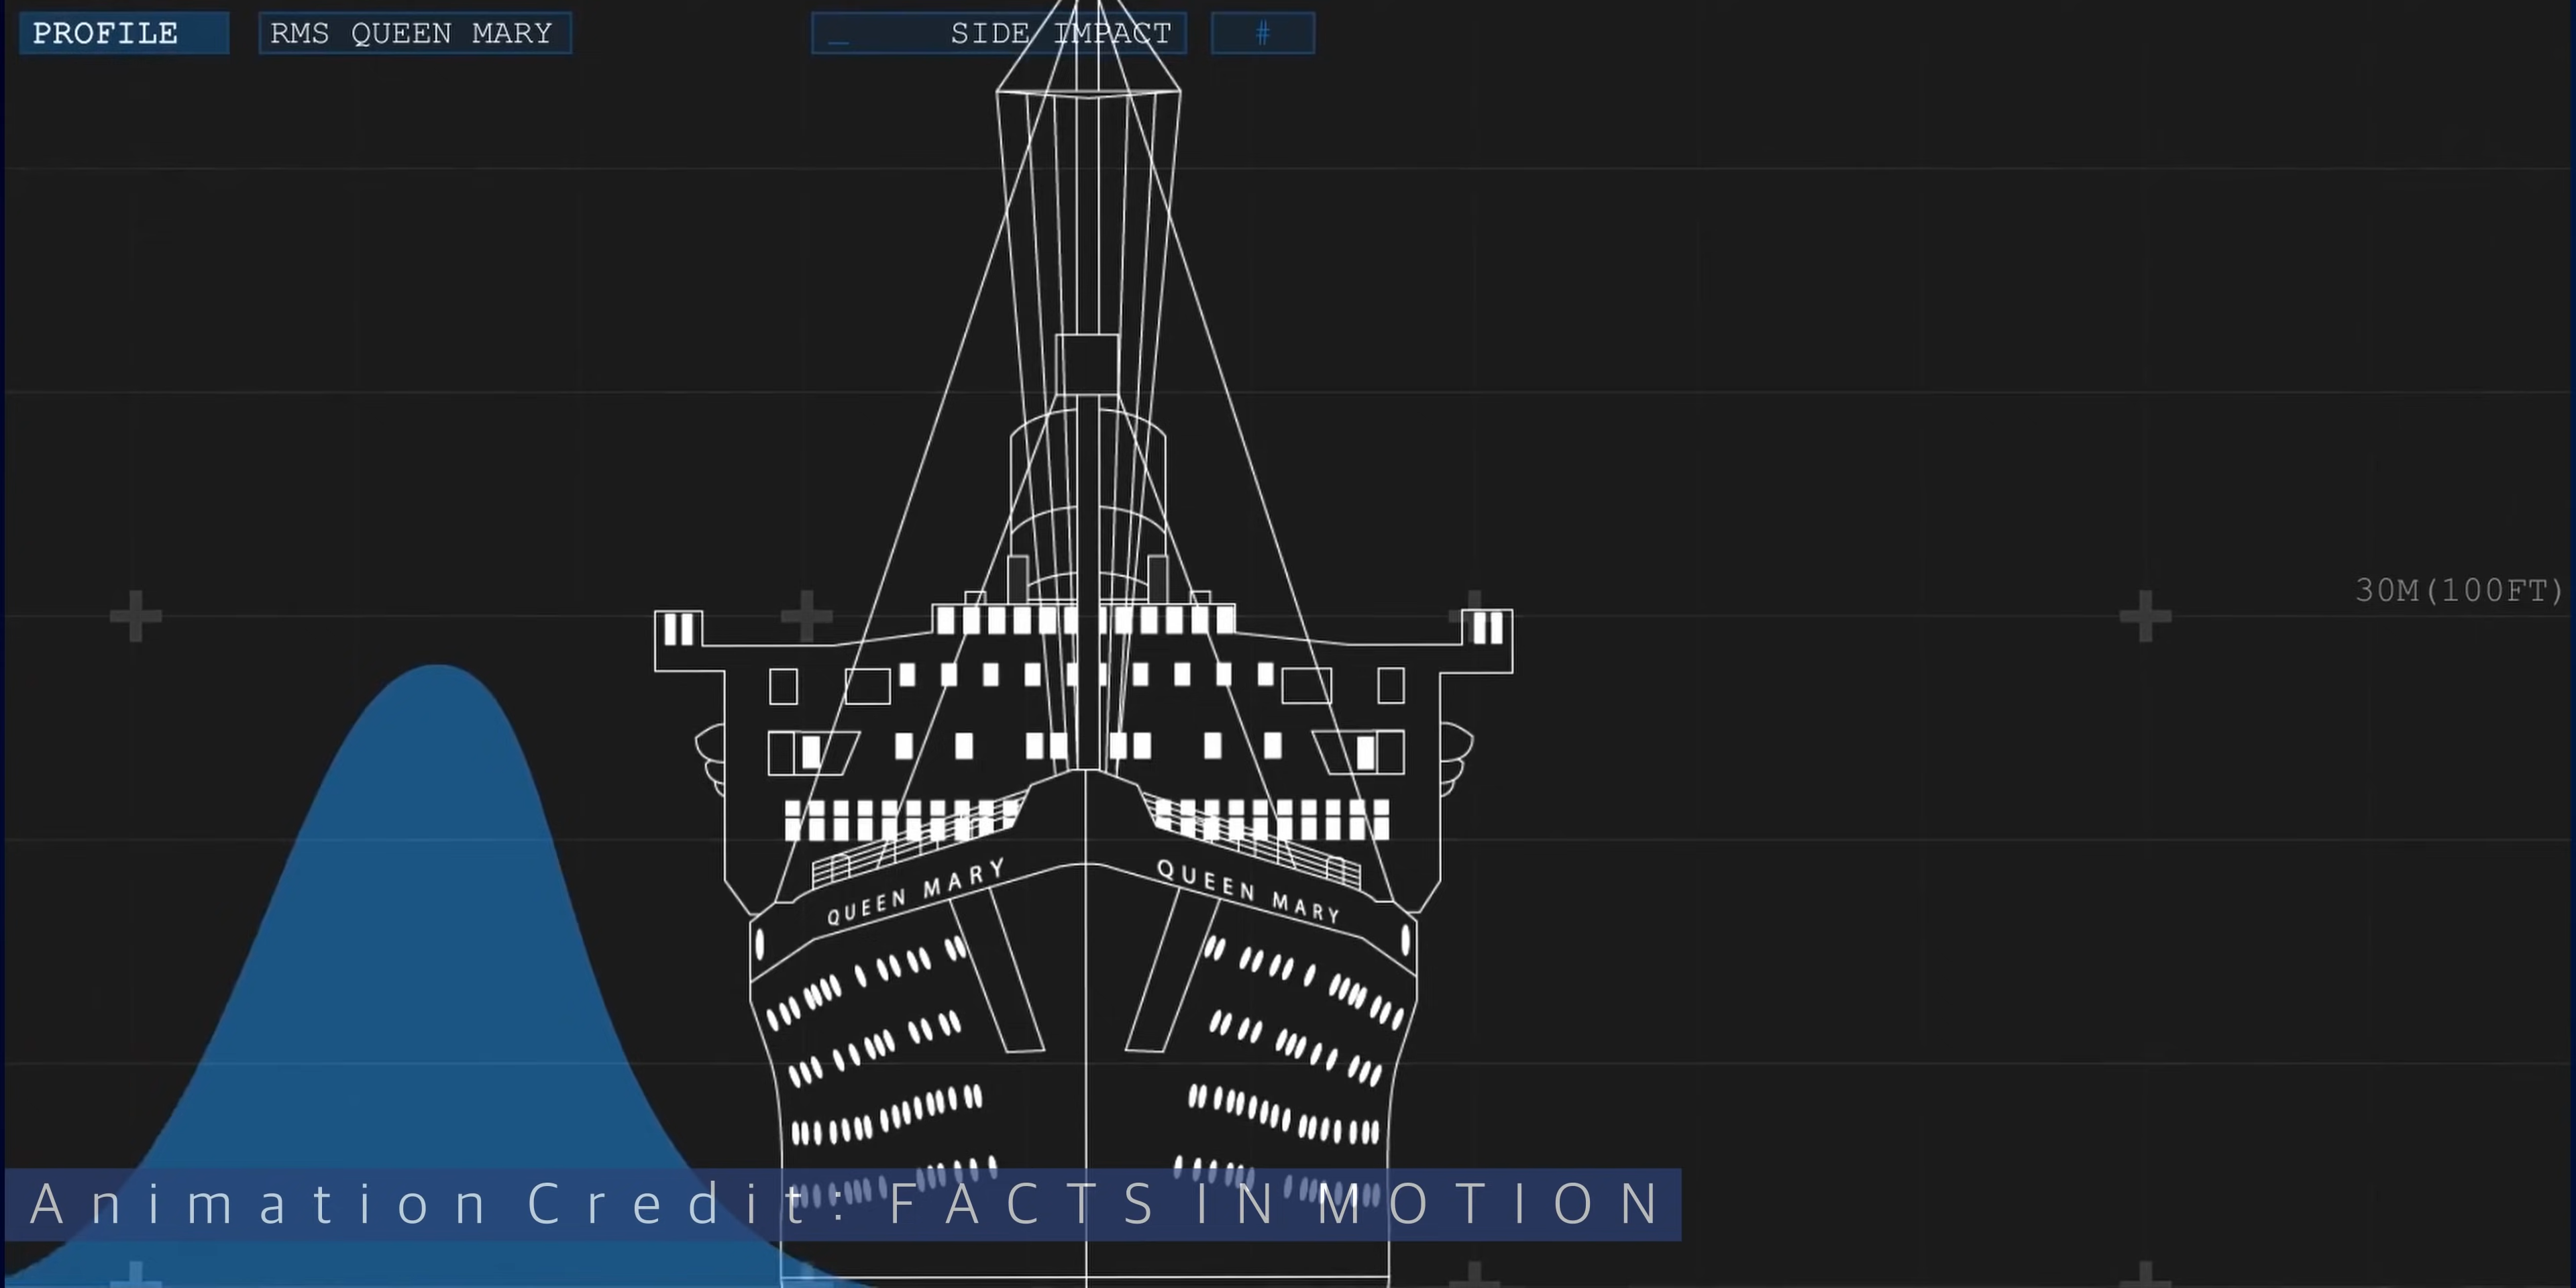 PROFILE
RMS QUEEN MARY
_ SIDE IMPACT
#
30M(100FT)
QUEEN MARY
QUEEN MARY
Animation Credit: FACTS IN MOTION